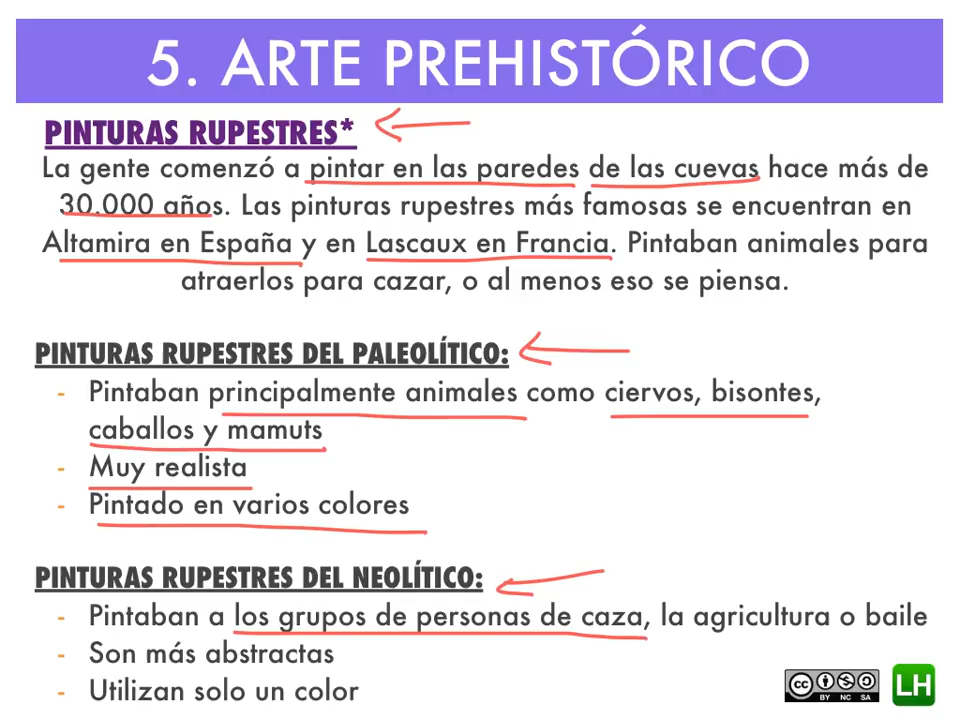 5. ARTE PREHISTÓRICO
PINTURAS RUPESTRES*
La gente comenzó a pintar en las paredes de las cuevas hace más de
30.000 años. Las pinturas rupestres más famosas se encuentran en
Altamira en España y en Lascaux en Francia. Pintaban animales para
atraerlos para cazar, o al menos eso se piensa.
PINTURAS RUPESTRES DEL PALEOLÍTICO:
- Pintaban principalmente animales como ciervos, bisontes,
caballos y mamuts
- Muy realista
- Pintado en varios colores
PINTURAS RUPESTRES DEL NEOLÍTICO:
- Pintaban a los grupos de personas de caza, la agricultura o baile
- Son más abstractas
- Utilizan solo un color
cc BY NC SA
LH